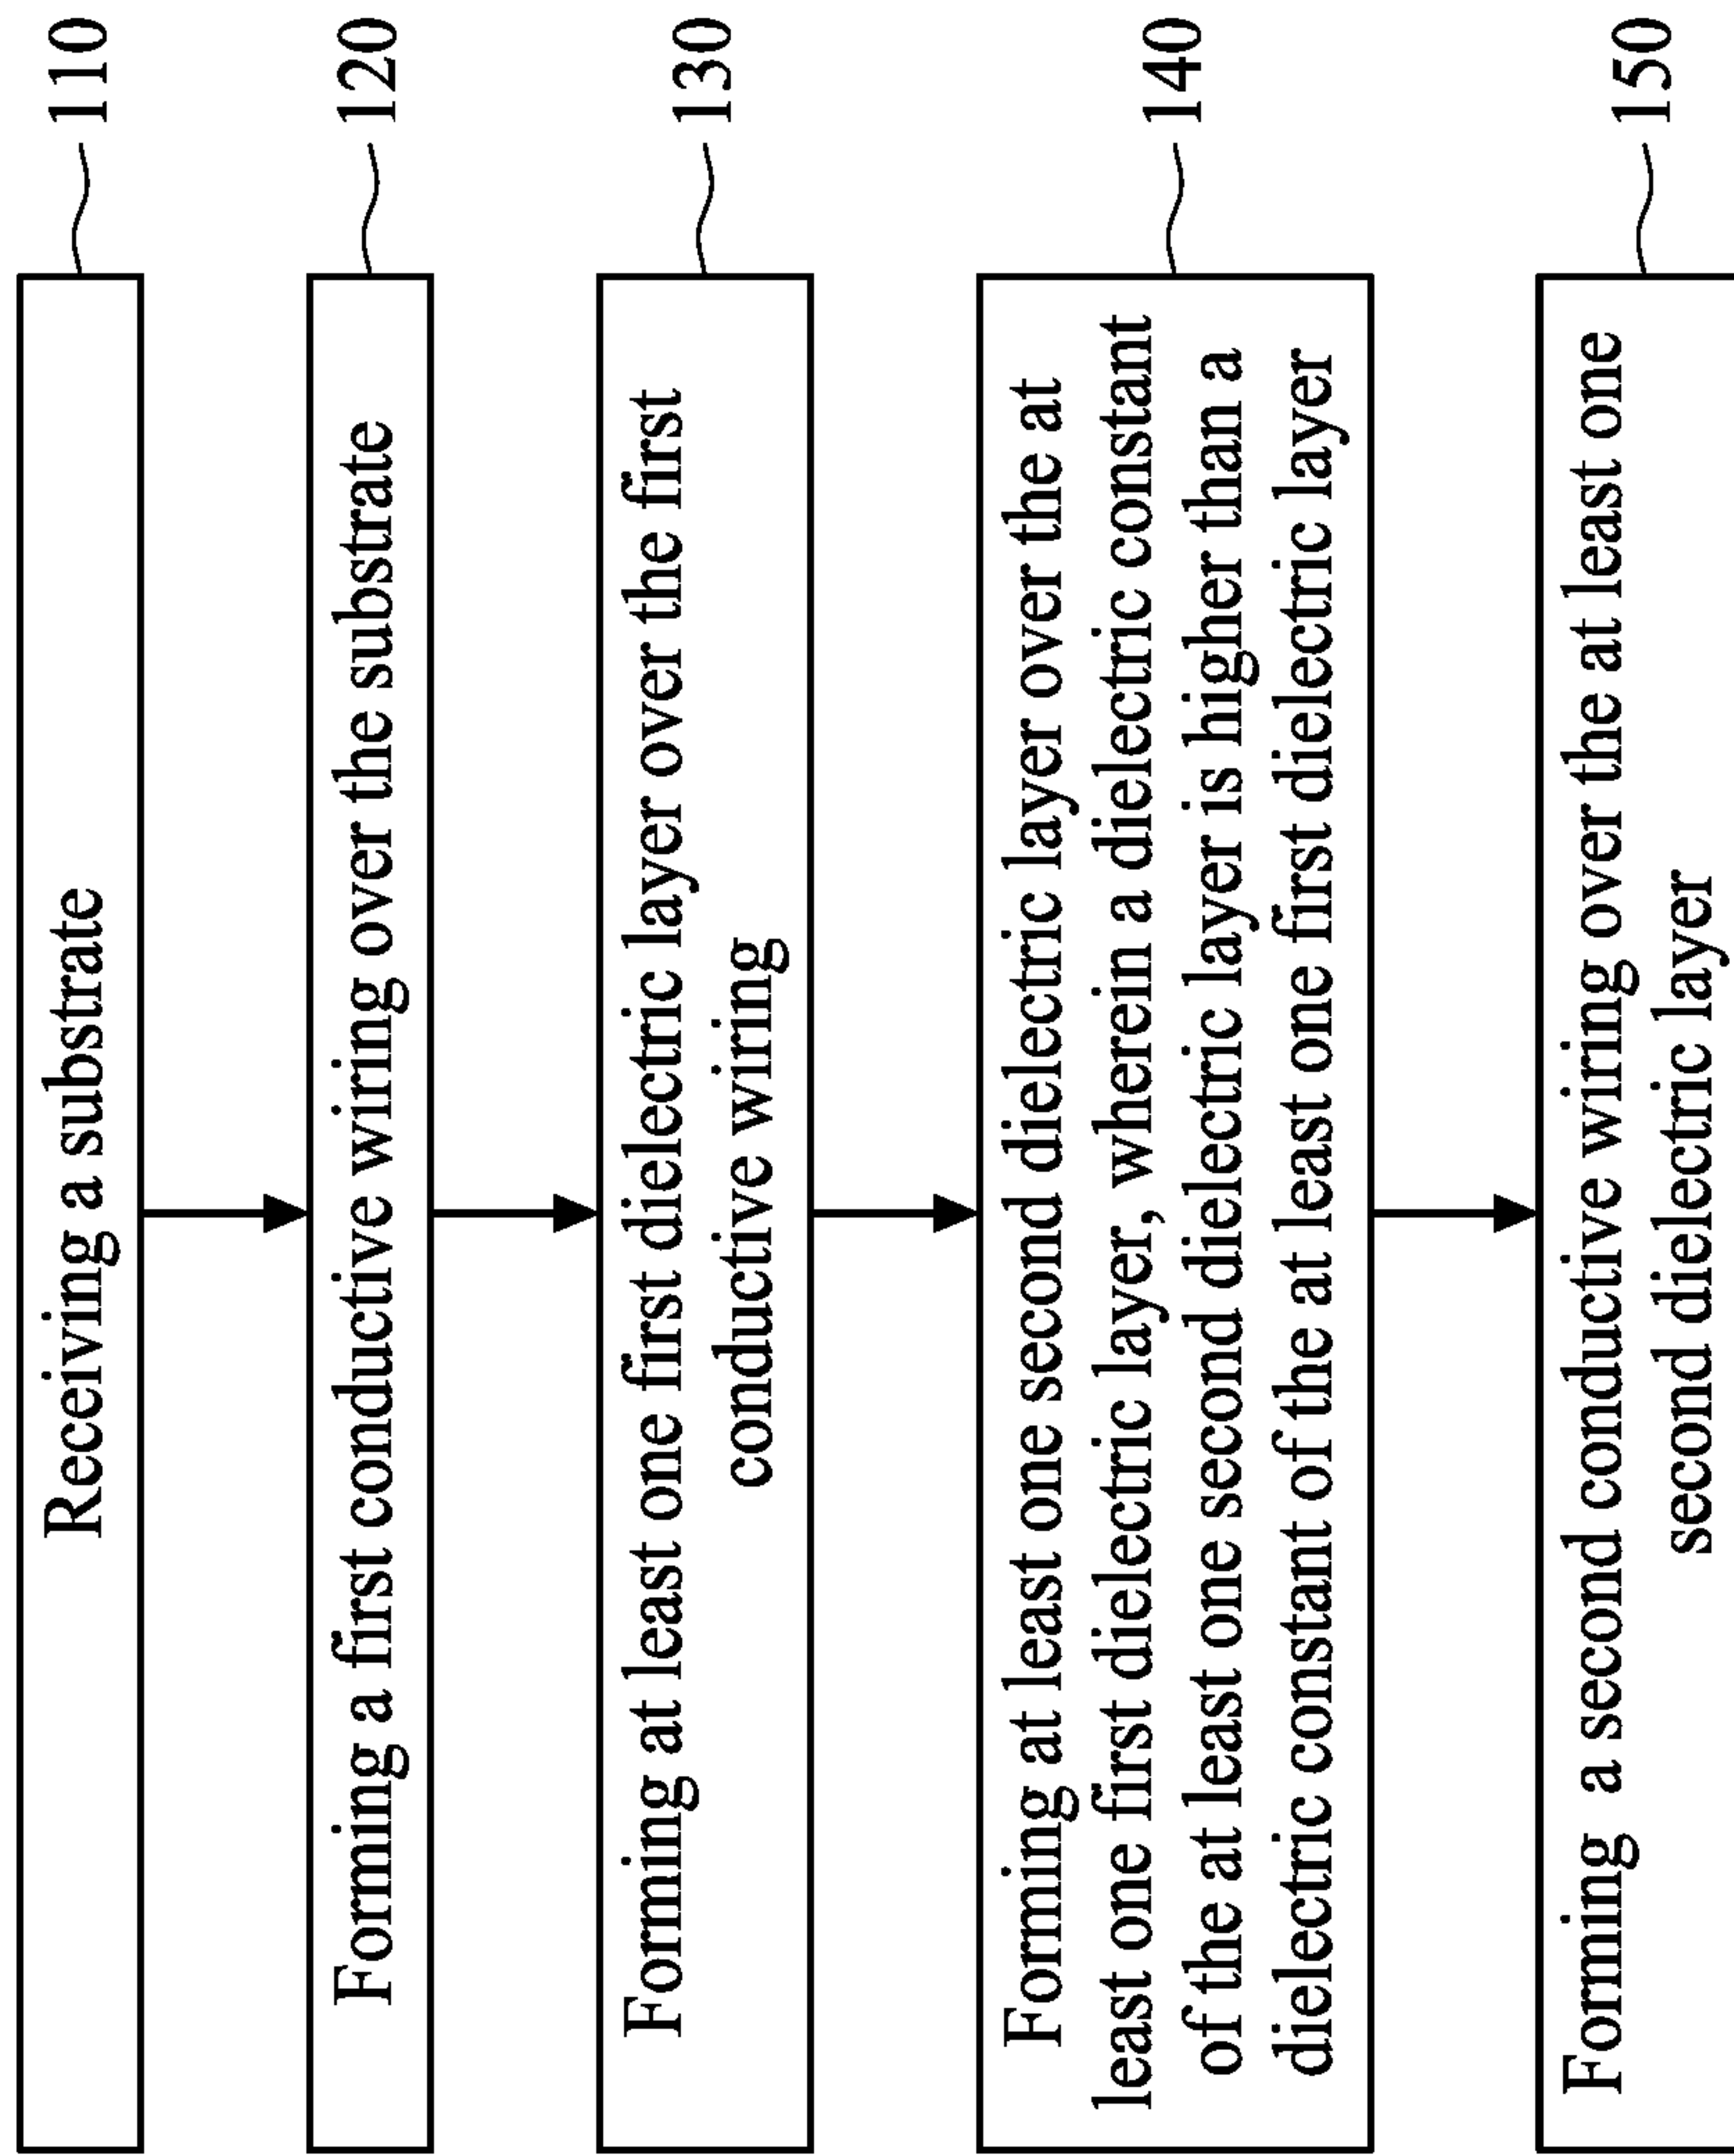 Receiving a substrate
110
Forming a first conductive wiring over the substrate
120
Forming at least one first dielectric layer over the first
conductive wiring
130
Forming at least one second dielectric layer over the at
least one first dielectric layer, wherein a dielectric constant
of the at least one second dielectric layer is higher than a
dielectric constant of the at least one first dielectric layer
140
Forming a second conductive wiring over the at least one
second dielectric layer
150